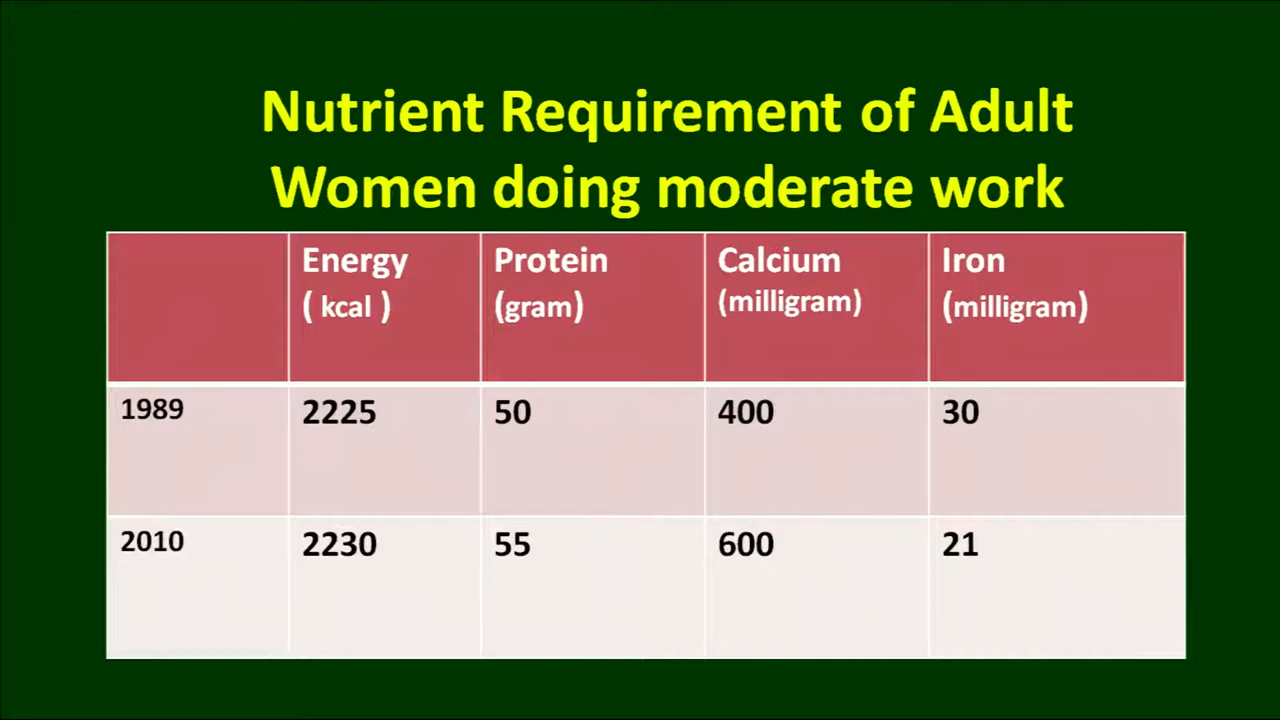 Nutrient Requirement of Adult
Women doing moderate work
Energy Protein Calcium Iron
( kcal ) (gram) (milligram) (milligram)
1989 2225 50 400 30
2010 2230 55 600 21